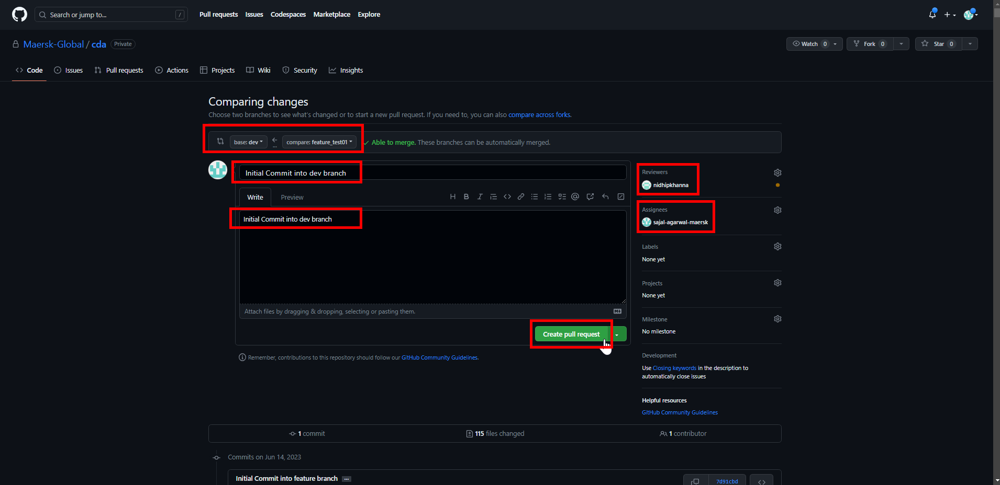 Search or jump to... /
Pull requests Issues Codespaces Marketplace Explore
Maersk-Global / cda Private
Watch 0 Fork 0 Star 0
Code Issues Pull requests Actions Projects Wiki Security Insights
Comparing changes
Choose two branches to see what's changed or to start a new pull request. If you need to, you can also compare across forks.
base: dev compare: feature_test01 Able to merge. These branches can be automatically merged.
Initial Commit into dev branch
Write Preview
Initial Commit into dev branch
Attach files by dragging & dropping, selecting or pasting them.
Create pull request
Remember, contributions to this repository should follow our GitHub Community Guidelines.
Reviewers
nidhipkhanna
Assignees
sajal-agarwal-maersk
Labels
None yet
Projects
None yet
Milestone
No milestone
Development
Use Closing keywords in the description to
automatically close issues
Helpful resources
GitHub Community Guidelines
1 commit 115 files changed 1 contributor
Commits on Jun 14, 2023
Initial Commit into feature branch ...
7d91cbd